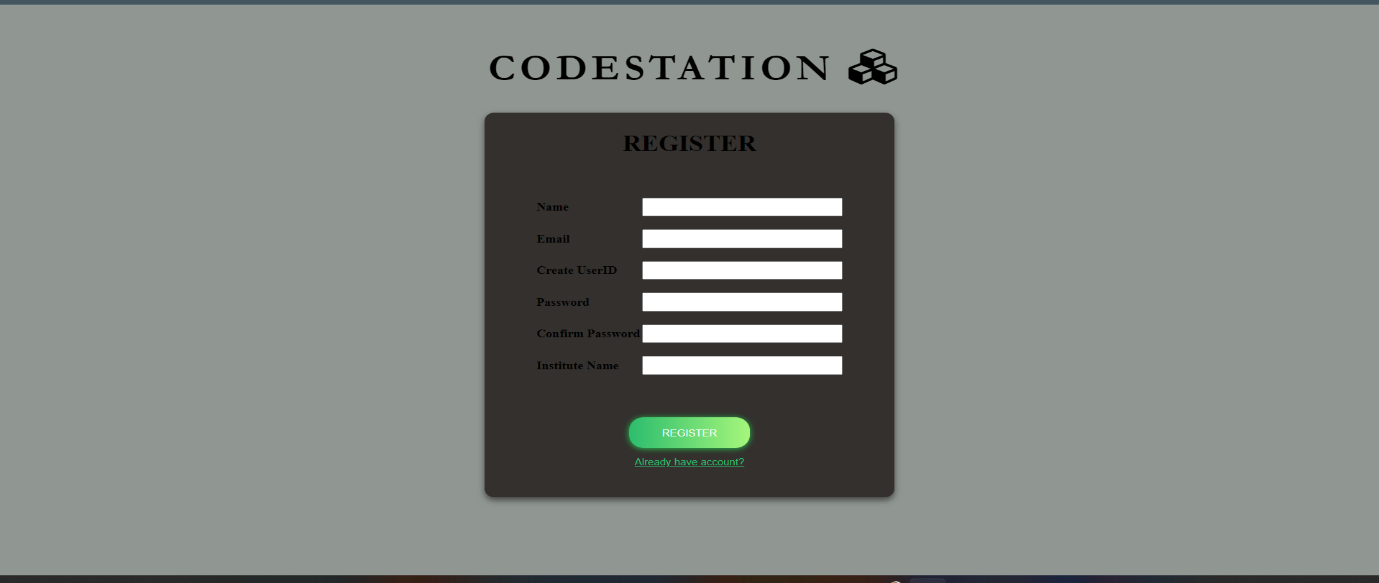 CODESTATION
REGISTER
Name
Email
Create UserID
Password
Confirm Password
Institute Name
REGISTER
Already have account?